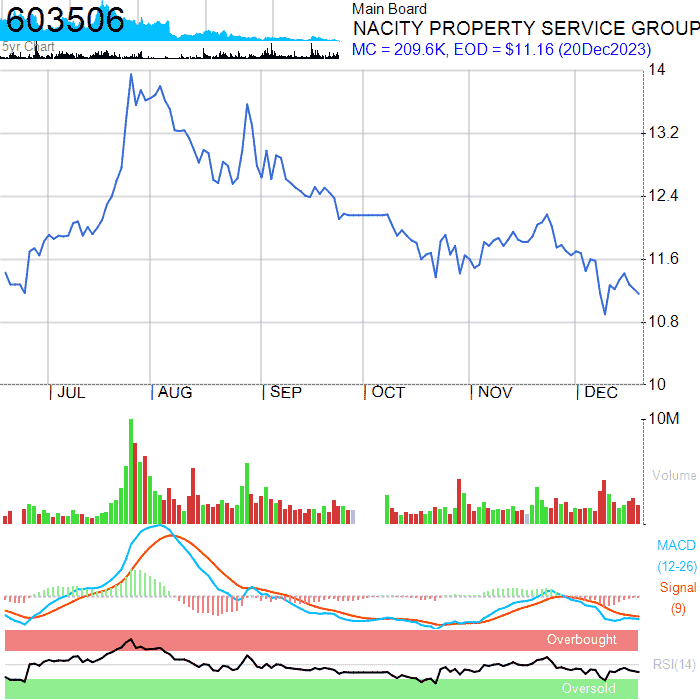 603506
5yr Chart
Main Board
NACITY PROPERTY SERVICE GROUP
MC = 209.6K, EOD = $11.16 (20Dec2023)
14
13.2
12.4
11.6
10.8
10
JUL
AUG
SEP
OCT
NOV
DEC
10M
Volume
MACD
(12-26)
Signal
(9)
Overbought
RSI(14)
Oversold